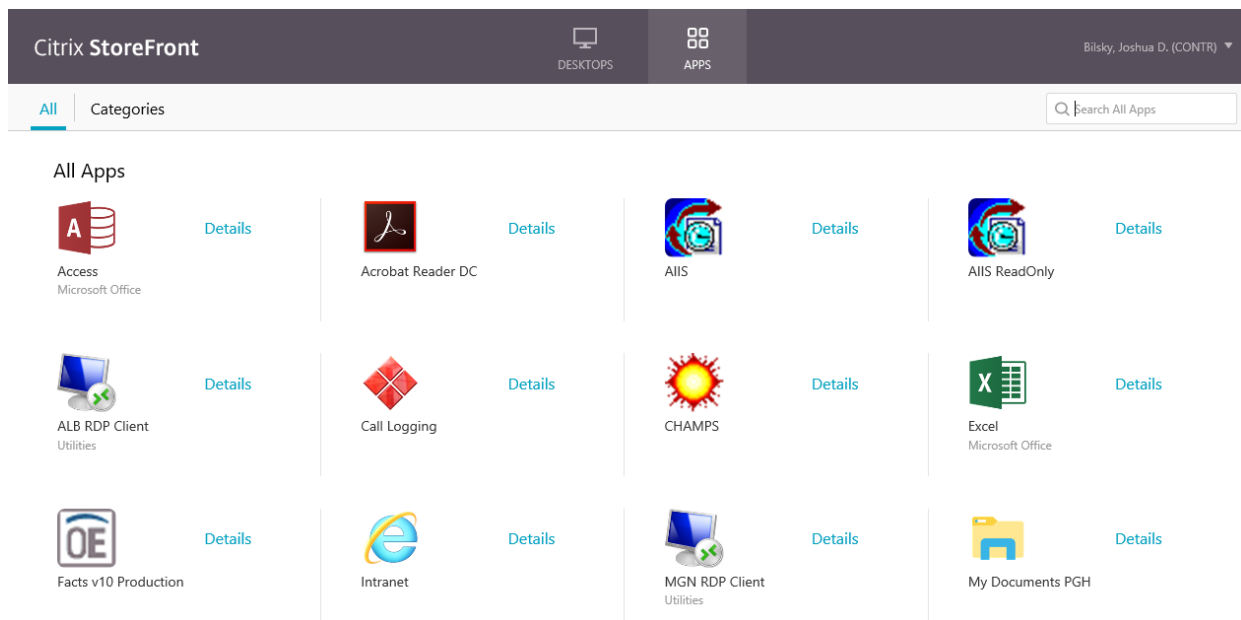 Citrix StoreFront
DESKTOPS
APPS
Bilsky, Joshua D. (CONTR)
All
Categories
Search All Apps
All Apps
A
Details
Details
Details
Details
Access
Acrobat Reader DC
AIIS
AIIS ReadOnly
Microsoft Office
Details
Details
Details
X
Details
ALB RDP Client
Call Logging
CHAMPS
Excel
Utilities
Microsoft Office
OE
Details
Details
Details
Details
Facts v10 Production
Intranet
MGN RDP Client
My Documents PGH
Utilities